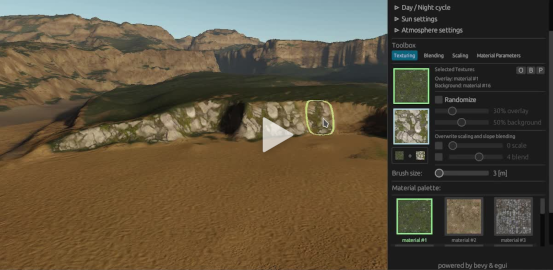 Day / Night cycle
Sun settings
Atmosphere settings
Toolbox
Texturing Blending Scaling Material Parameters
Selected Textures
O B P
Overlay: material #1
Background: material #16
Randomize
30% overlay
50% background
Overwrite scaling and slope blending
0 scale
4 blend
Brush size: 3 [m]
Material palette:
material #1 material #2 material #3
powered by bevy & egui